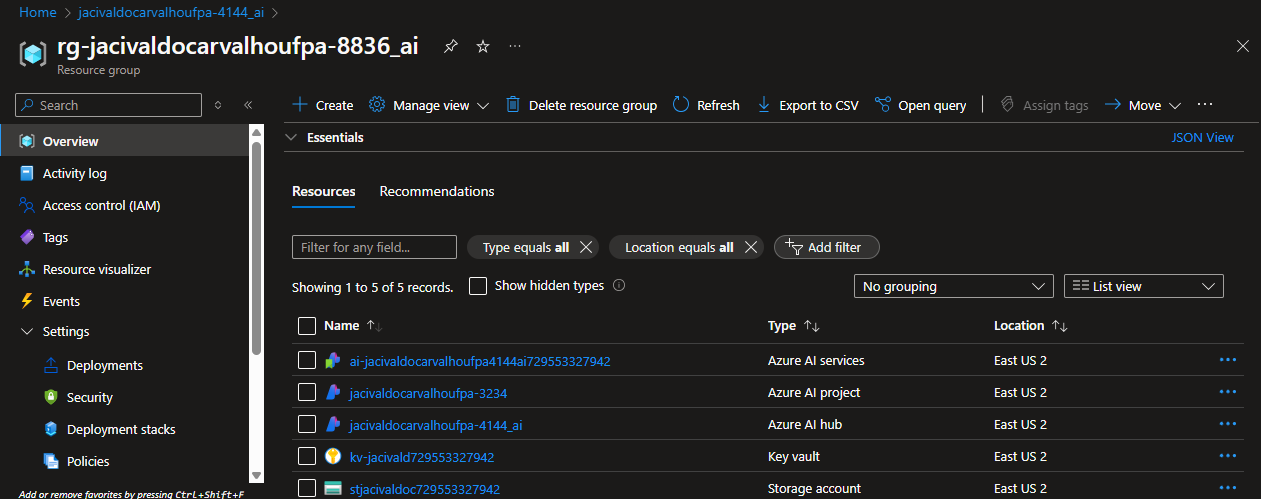 Home > jacivaldocarvalhoufpa-4144_ai >
rg-jacivaldocarvalhoufpa-8836_ai ...
Resource group
Search
Create Manage view Delete resource group Refresh Export to CSV Open query Assign tags Move ...
Overview
Activity log
Access control (IAM)
Tags
Resource visualizer
Events
Settings
Deployments
Security
Deployment stacks
Policies
Add or remove favorites by pressing Ctrl+Shift+F
Essentials JSON View
Resources Recommendations
Filter for any field... Type equals all Location equals all Add filter
Showing 1 to 5 of 5 records. Show hidden types No grouping List view
Name Type Location
ai-jacivaldocarvalhoufpa4144ai729553327942 Azure AI services East US 2
jacivaldocarvalhoufpa-3234 Azure AI project East US 2
jacivaldocarvalhoufpa-4144_ai Azure AI hub East US 2
kv-jacivald729553327942 Key vault East US 2
stjacivaldoc729553327942 Storage account East US 2